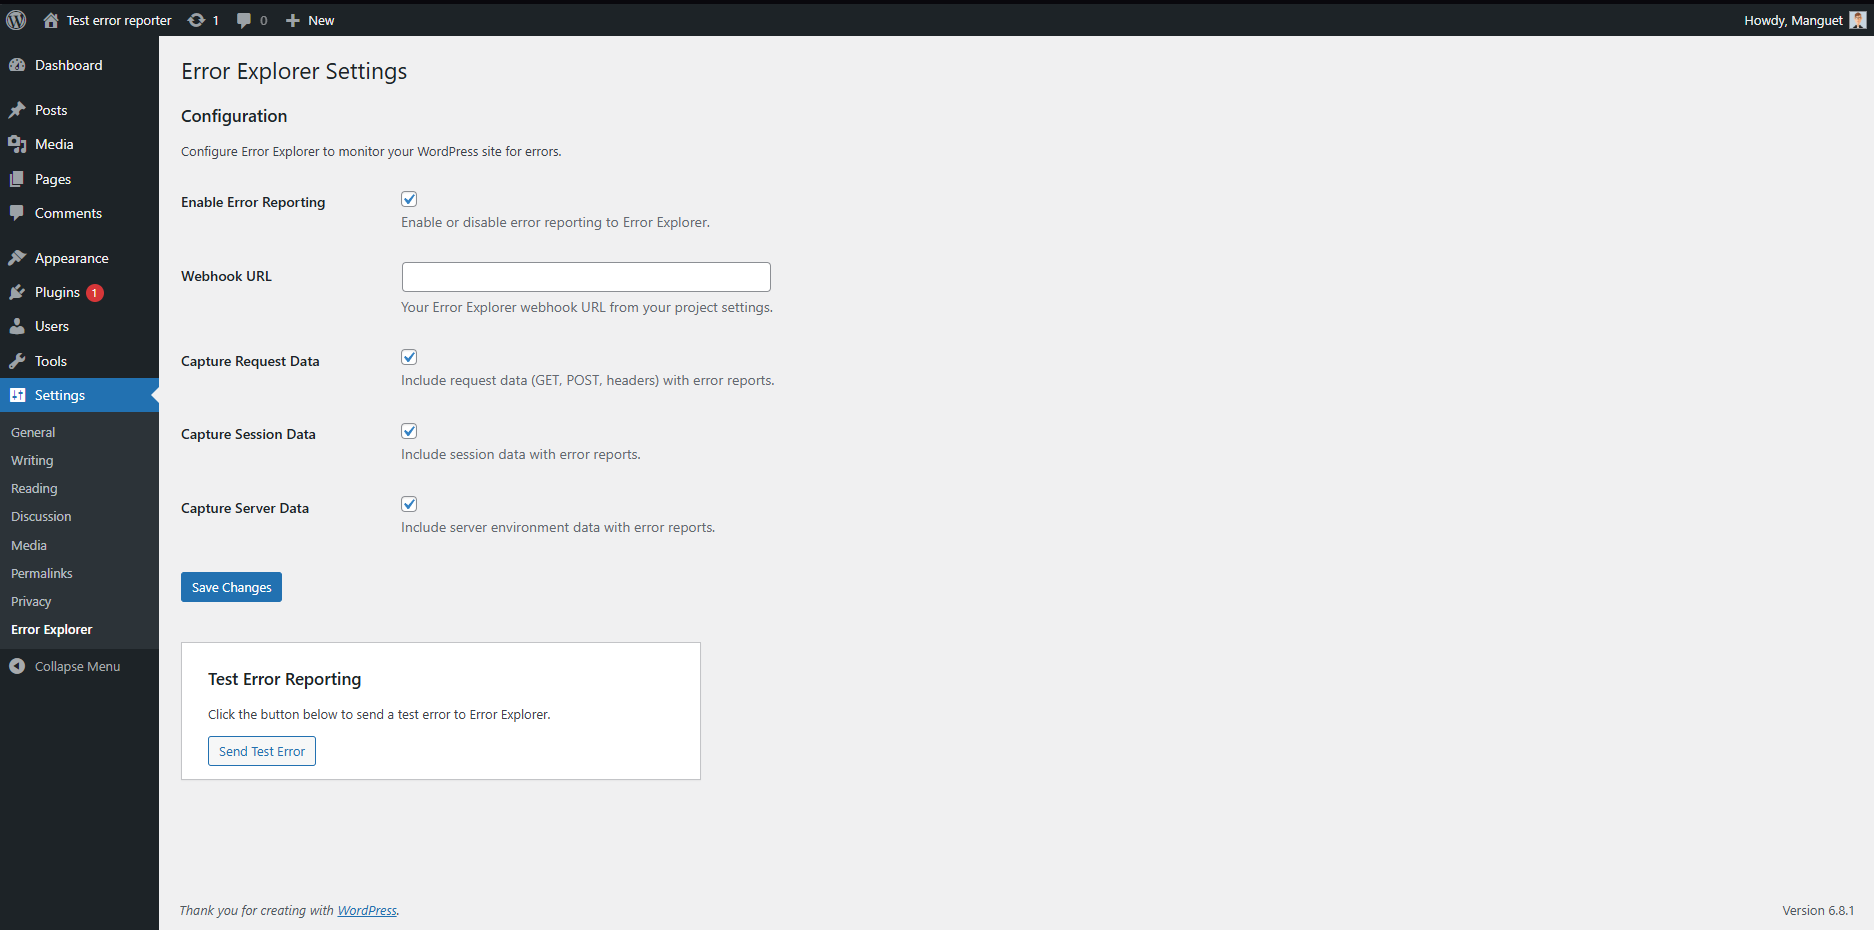 Test error reporter 1 0 New Howdy, Manguet
Dashboard
Posts
Media
Pages
Comments
Appearance
Plugins 1
Users
Tools
Settings
General
Writing
Reading
Discussion
Media
Permalinks
Privacy
Error Explorer
Collapse Menu
Error Explorer Settings
Configuration
Configure Error Explorer to monitor your WordPress site for errors.
Enable Error Reporting
Enable or disable error reporting to Error Explorer.
Webhook URL
Your Error Explorer webhook URL from your project settings.
Capture Request Data
Include request data (GET, POST, headers) with error reports.
Capture Session Data
Include session data with error reports.
Capture Server Data
Include server environment data with error reports.
Save Changes
Test Error Reporting
Click the button below to send a test error to Error Explorer.
Send Test Error
Thank you for creating with WordPress.
Version 6.8.1